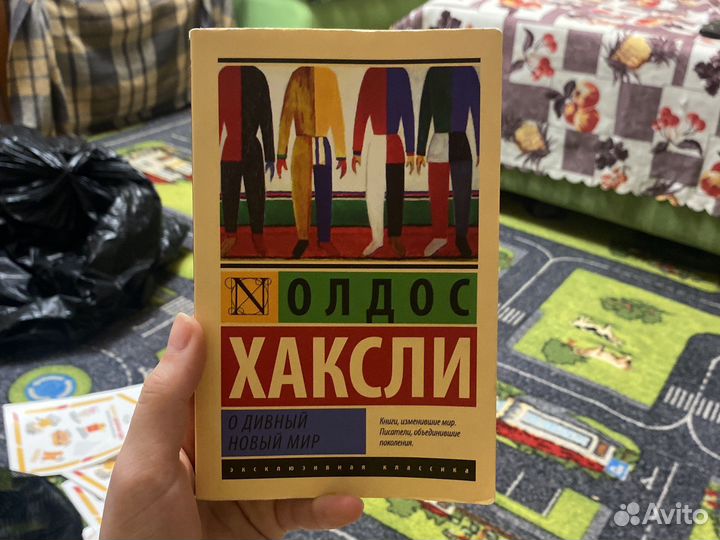 ОЛДОС
ХАКСЛИ
О ДИВНЫЙ
НОВЫЙ МИР
Книги, изменившие мир.
Писатели, объединившие
поколения.
эксклюзивная классика
Avito